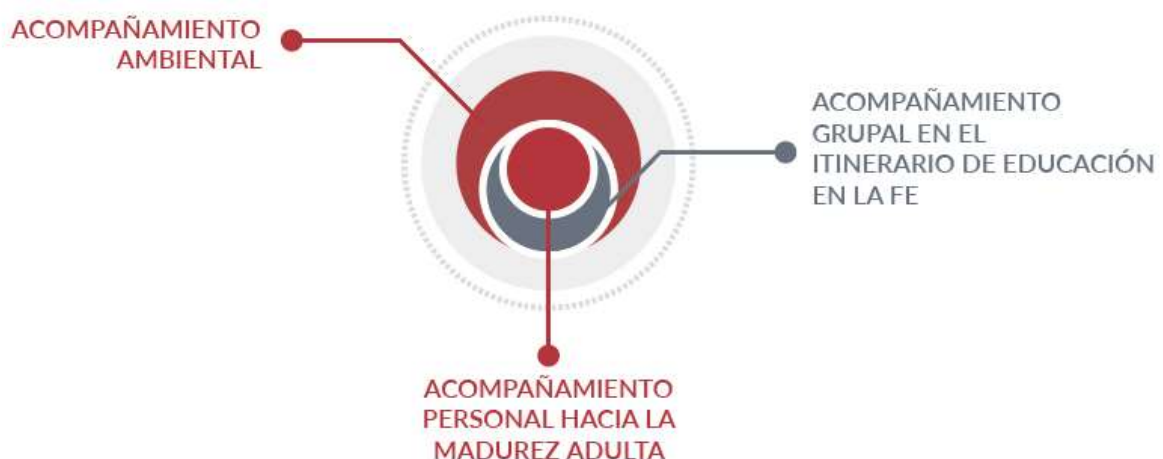 ACOMPAÑAMIENTO
AMBIENTAL
ACOMPAÑAMIENTO
GRUPAL EN EL
ITINERARIO DE EDUCACIÓN
EN LA FE
ACOMPAÑAMIENTO
PERSONAL HACIA LA
MADUREZ ADULTA